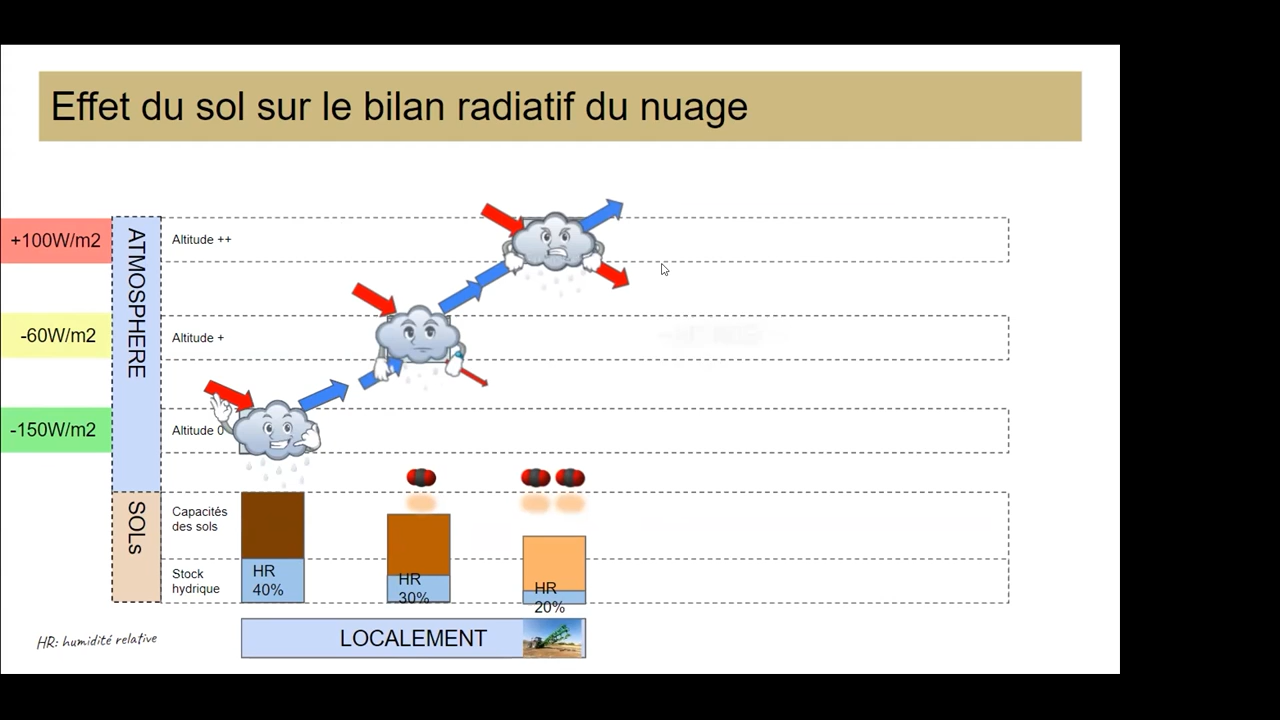 Effet du sol sur le bilan radiatif du nuage
+100W/m2
ATMOSPHERE
Altitude ++
-60W/m2
Altitude +
-150W/m2
Altitude 0
SOLs
Capacités
des sols
Stock
hydrique
HR
40%
HR
30%
HR
20%
HR: humidité relative
LOCALEMENT